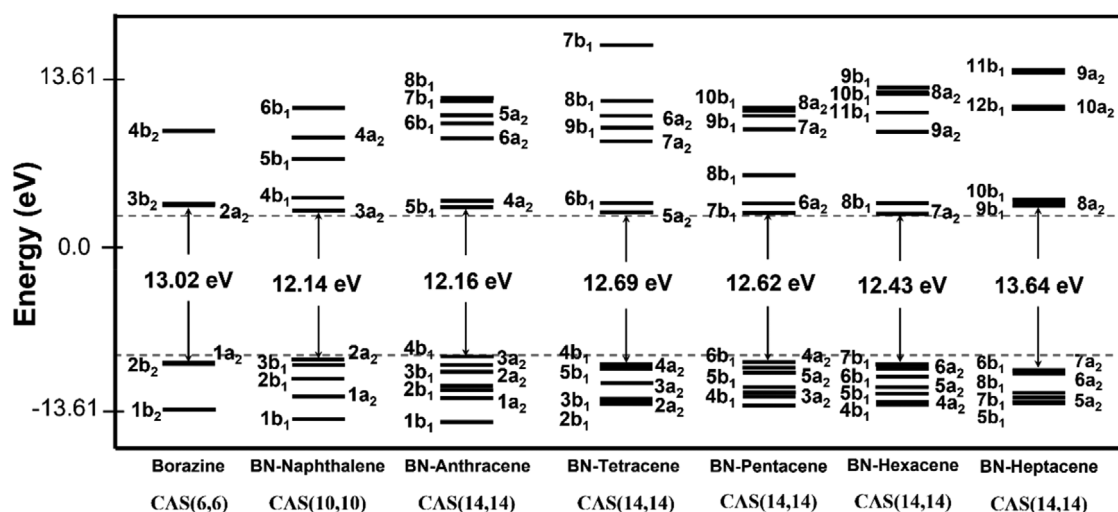 Energy (eV)
13.61
0.0
-13.61
4b2
3b2
2a2
13.02 eV
1a2
2b2
1b2
Borazine
CAS(6,6)
6b1
4a2
5b1
4b1
3a2
12.14 eV
2a2
3b1
2b1
1a2
1b1
BN-Naphthalene
CAS(10,10)
8b1
7b1
5a2
6b1
6a2
4a2
5b1
12.16 eV
4b1
3a2
3b1
2a2
2b1
1a2
1b1
BN-Anthracene
CAS(14,14)
7b1
8b1
6a2
9b1
7a2
6b1
5a2
12.69 eV
4b1
4a2
5b1
3a2
3b1
2a2
2b1
BN-Tetracene
CAS(14,14)
10b1
8a2
9b1
7a2
8b1
6a2
7b1
12.62 eV
6b1
4a2
5b1
5a2
4b1
3a2
BN-Pentacene
CAS(14,14)
9b1
10b1
8a2
11b1
9a2
8b1
7a2
12.43 eV
7b1
6a2
6b1
5a2
5b1
4a2
4b1
BN-Hexacene
CAS(14,14)
11b1
9a2
12b1
10a2
10b1
9b1
8a2
13.64 eV
6b1
7a2
8b1
6a2
7b1
5a2
5b1
BN-Heptacene
CAS(14,14)